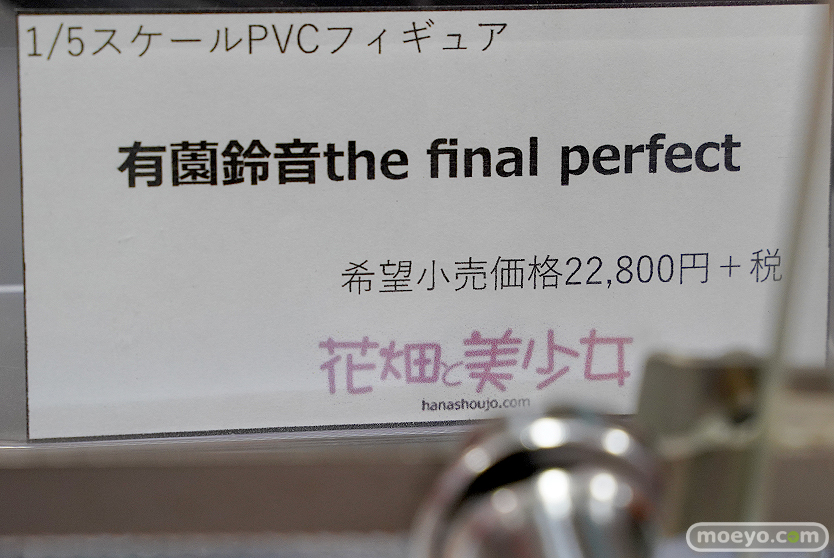 1/5スケールPVCフィギュア
有薗鈴音the final perfect
希望小売価格22,800円＋税
花畑と美少女
hanashoujo.com
moeyo.com